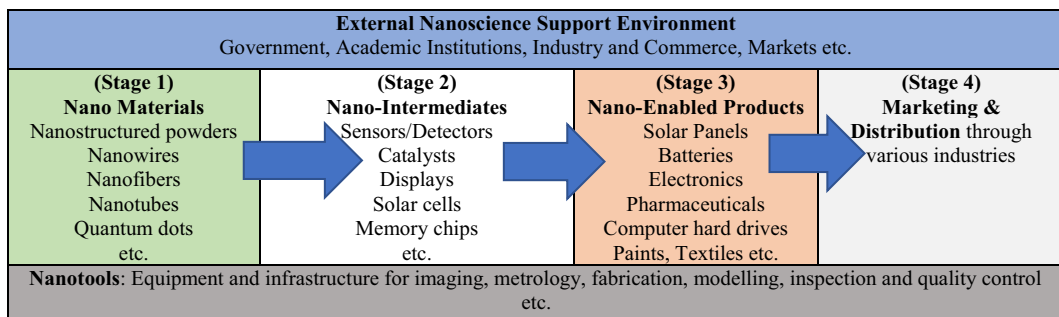 External Nanoscience Support Environment
Government, Academic Institutions, Industry and Commerce, Markets etc.
(Stage 1)
Nano Materials
Nanostructured powders
Nanowires
Nanofibers
Nanotubes
Quantum dots
etc.
(Stage 2)
Nano-Intermediates
Sensors/Detectors
Catalysts
Displays
Solar cells
Memory chips
etc.
(Stage 3)
Nano-Enabled Products
Solar Panels
Batteries
Electronics
Pharmaceuticals
Computer hard drives
Paints, Textiles etc.
(Stage 4)
Marketing &
Distribution through
various industries
Nanotools: Equipment and infrastructure for imaging, metrology, fabrication, modelling, inspection and quality control
etc.